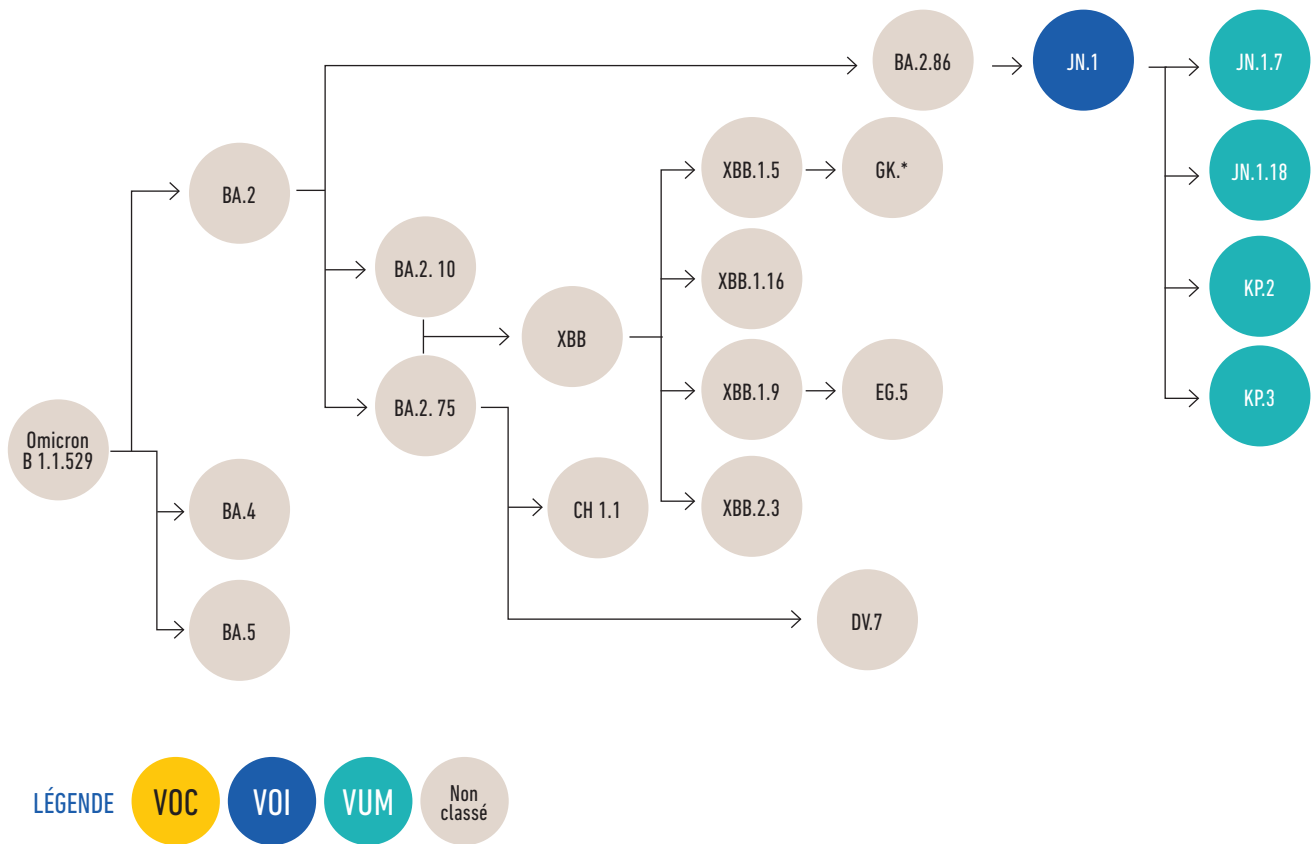 BA.2.86
JN.1
JN.1.7
BA.2
XBB.1.5
GK.*
JN.1.18
BA.2. 10
XBB.1.16
KP.2
XBB
BA.2. 75
XBB.1.9
EG.5
KP.3
Omicron
B 1.1.529
BA.4
CH 1.1
XBB.2.3
BA.5
DV.7
LÉGENDE
VOC
VOI
VUM
Non
classé